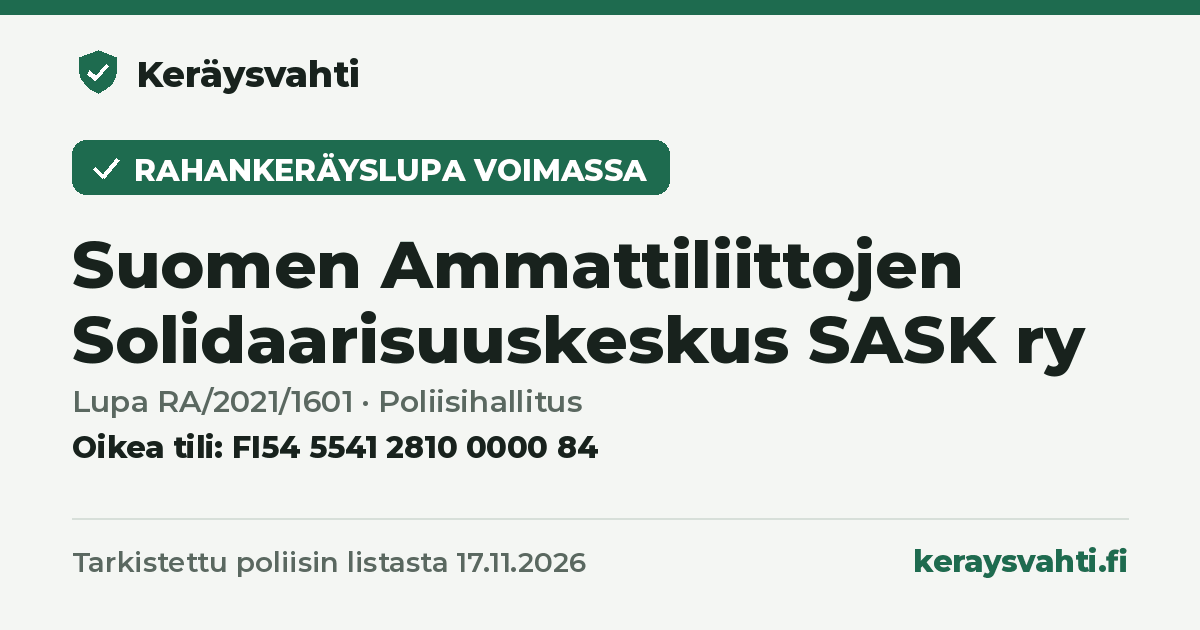 Keräysvahti
RAHANKERÄYSLUPA VOIMASSA
Suomen Ammattiliittojen
Solidaarisuuskeskus SASK ry
Lupa RA/2021/1601 · Poliisihallitus
Oikea tili: FI54 5541 2810 0000 84
Tarkistettu poliisin listasta 17.11.2026
keraysvahti.fi